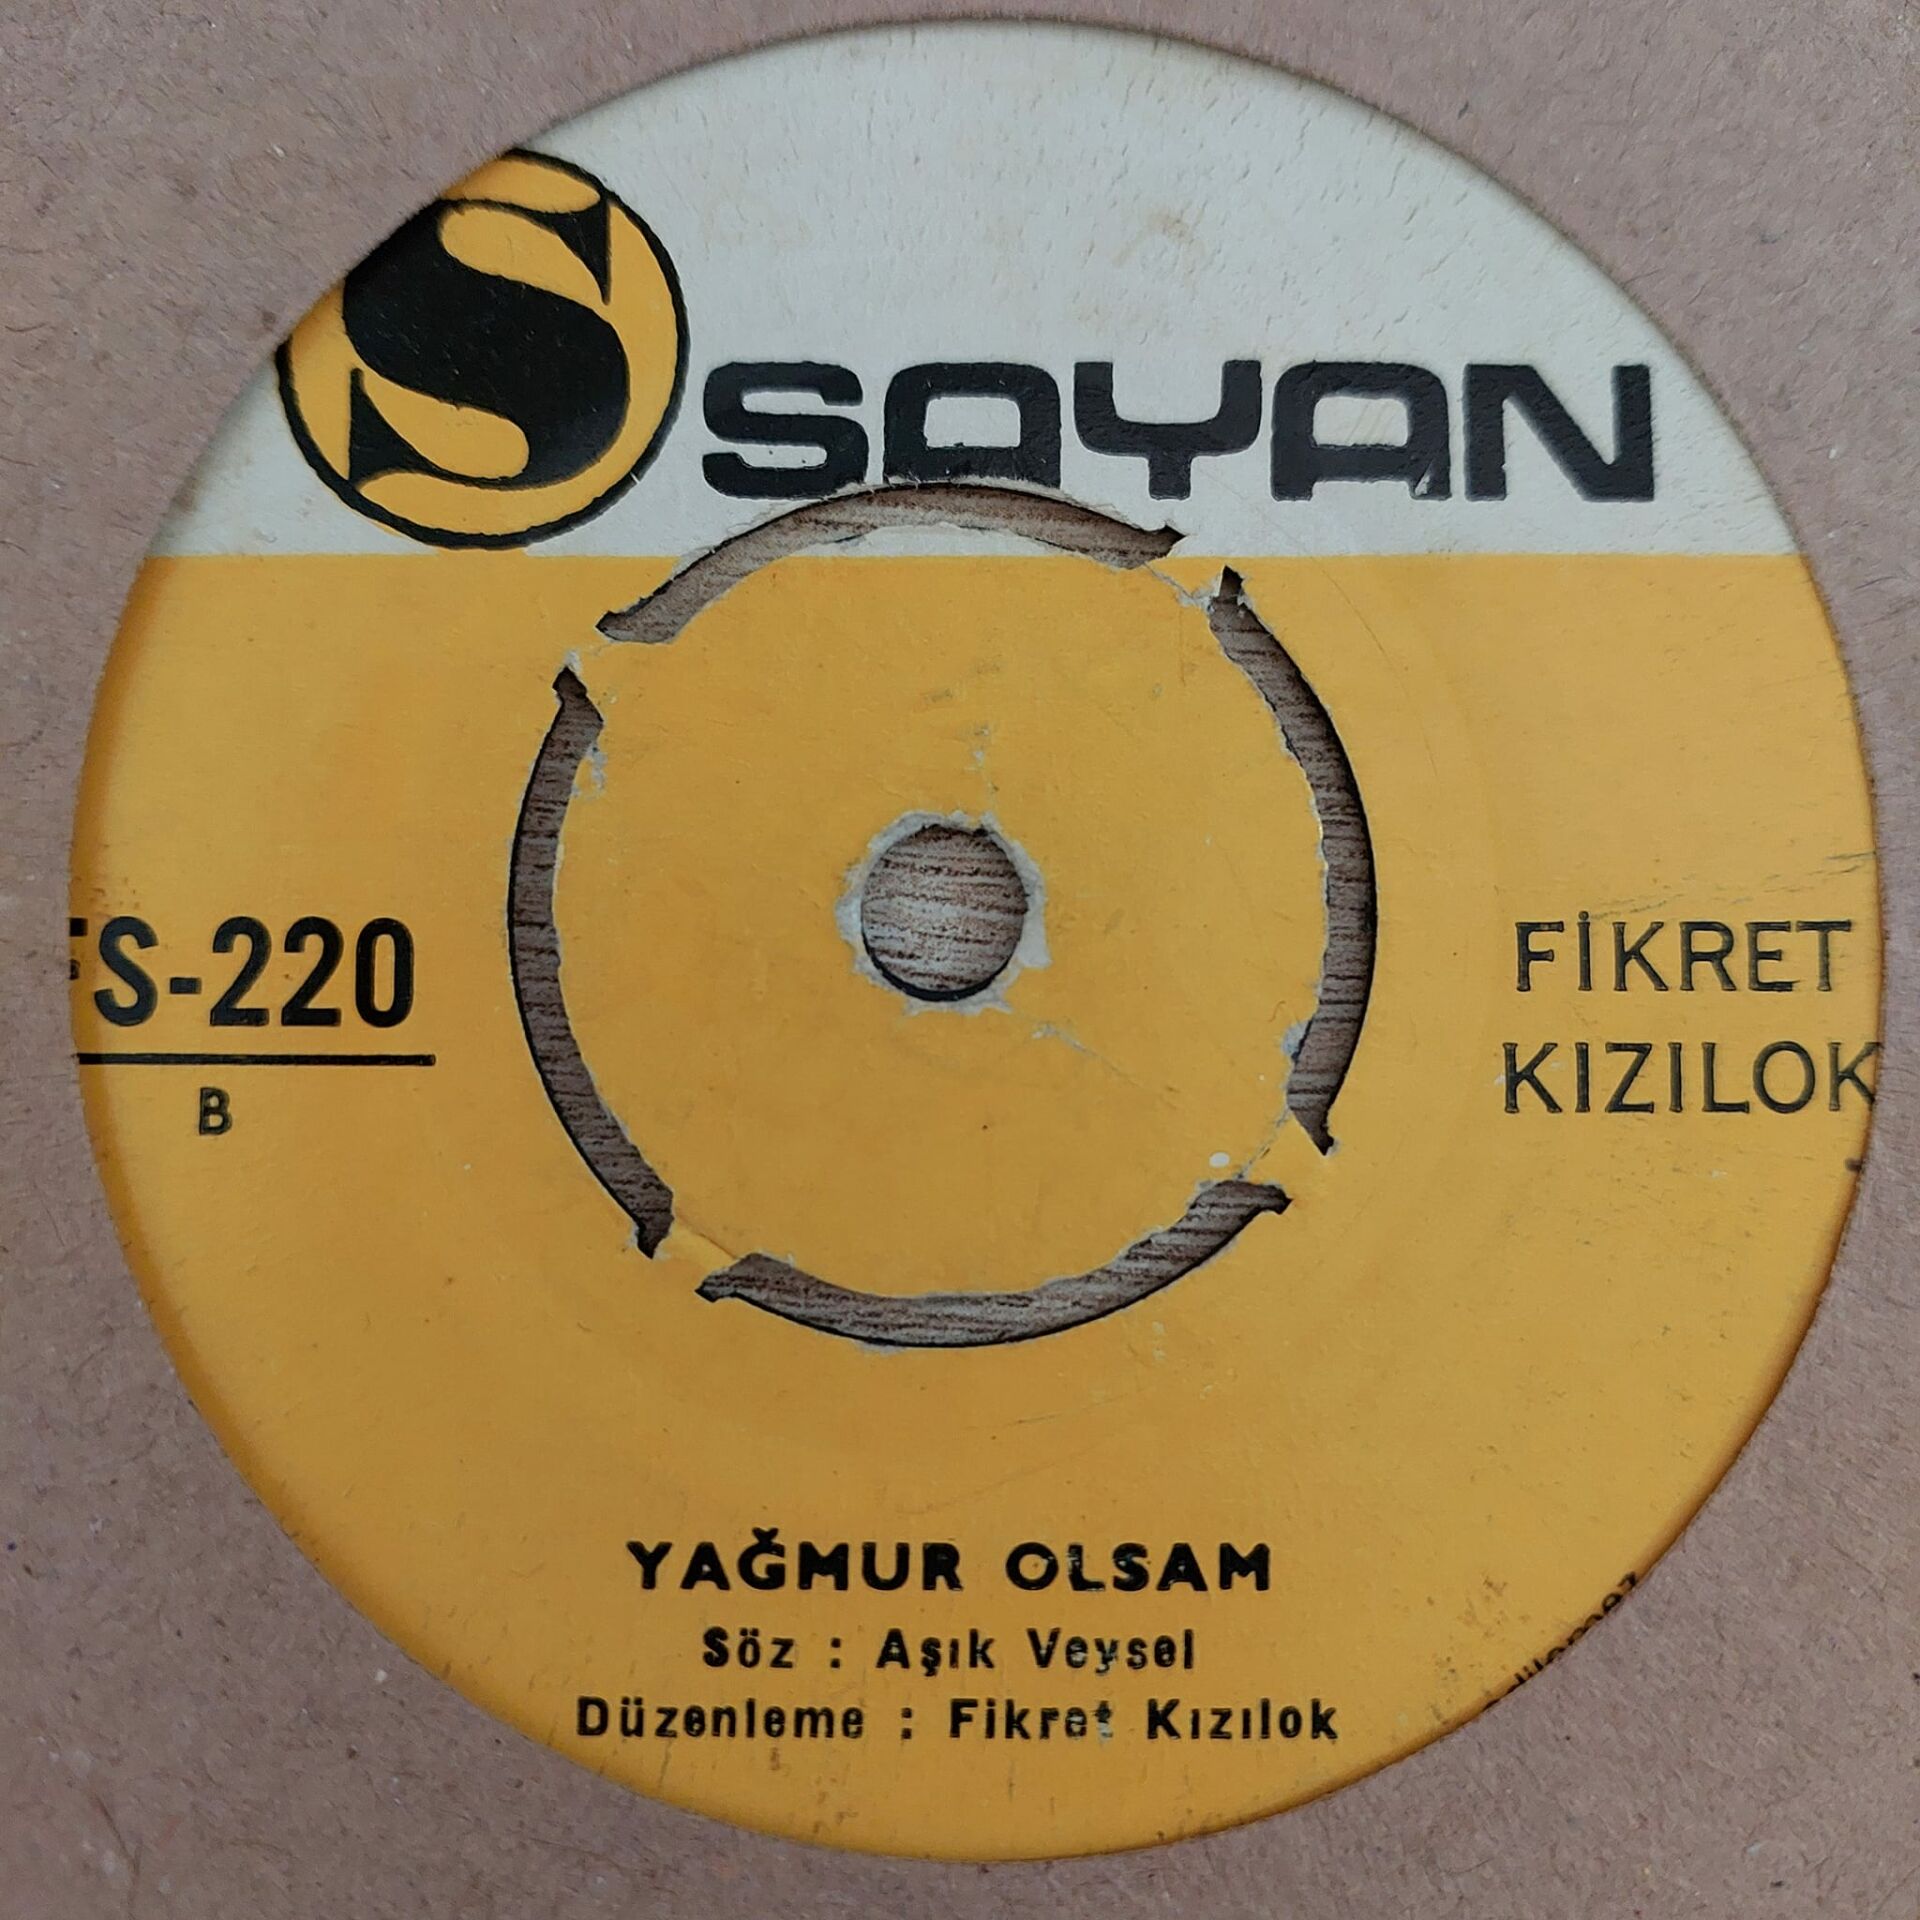 S SAYAN
FS-220
B
FİKRET
KIZILOK
YAĞMUR OLSAM
Söz : Aşık Veysel
Düzenleme : Fikret Kızılok